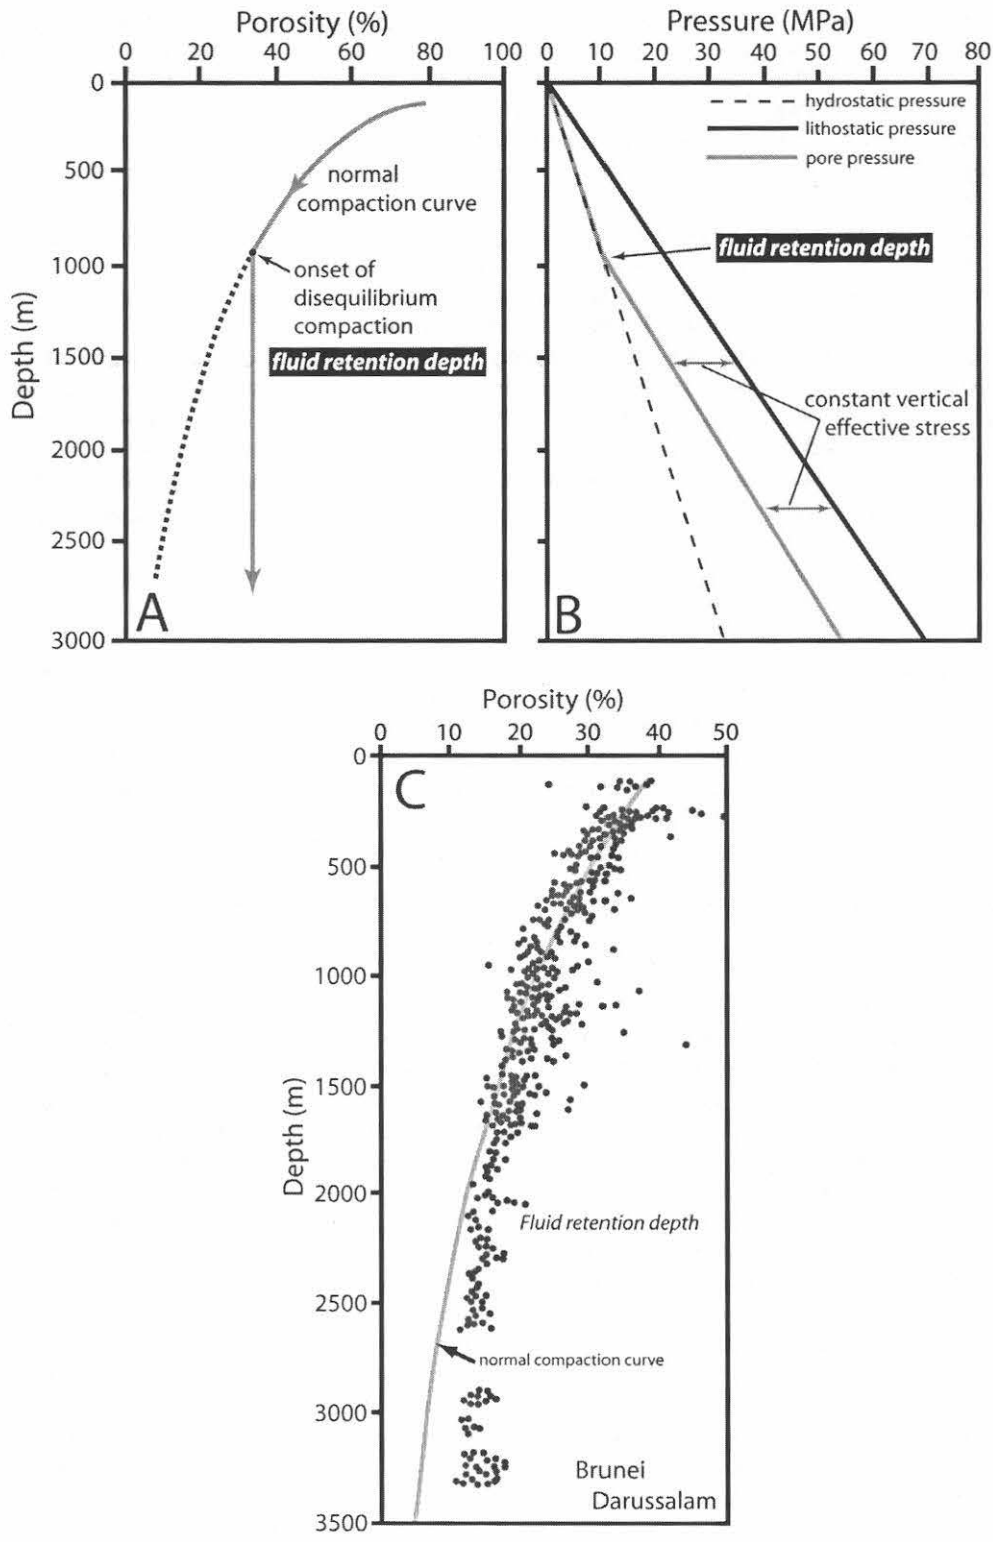 Porosity (%)
0 20 40 60 80 100
0
500
1000
1500
2000
2500
3000
Depth (m)
normal
compaction curve
onset of
disequilibrium
compaction
fluid retention depth
A
Pressure (MPa)
0 10 20 30 40 50 60 70 80
hydrostatic pressure
lithostatic pressure
pore pressure
fluid retention depth
constant vertical
effective stress
B
Porosity (%)
0 10 20 30 40 50
0
500
1000
1500
2000
2500
3000
3500
Depth (m)
C
Fluid retention depth
normal compaction curve
Brunei
Darussalam